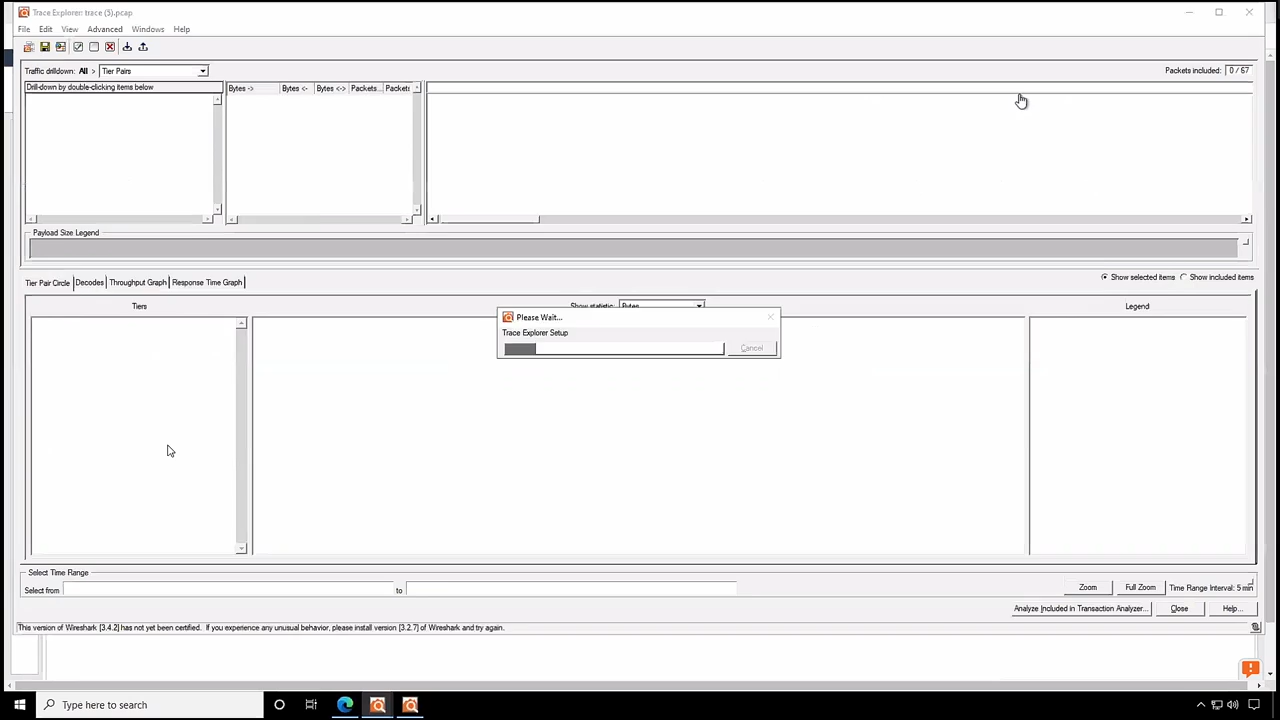 Trace Explorer: trace (5).pcap
File Edit View Advanced Windows Help
Traffic drilldown: All > Tier Pairs
Packets included: 0 / 67
Drill-down by double-clicking items below
Bytes -> Bytes <- Bytes <-> Packets... Packets
Payload Size Legend
Tier Pair Circle Decodes Throughput Graph Response Time Graph
Show selected items Show included items
Tiers
Show statistic: Bytes
Legend
Please Wait...
Trace Explorer Setup
Cancel
Select Time Range
Select from
to
Zoom Full Zoom Time Range Interval: 5 min
Analyze Included in Transaction Analyzer... Close Help...
This version of Wireshark [3.4.2] has not yet been certified. If you experience any unusual behavior, please install version [3.2.7] of Wireshark and try again.
Type here to search